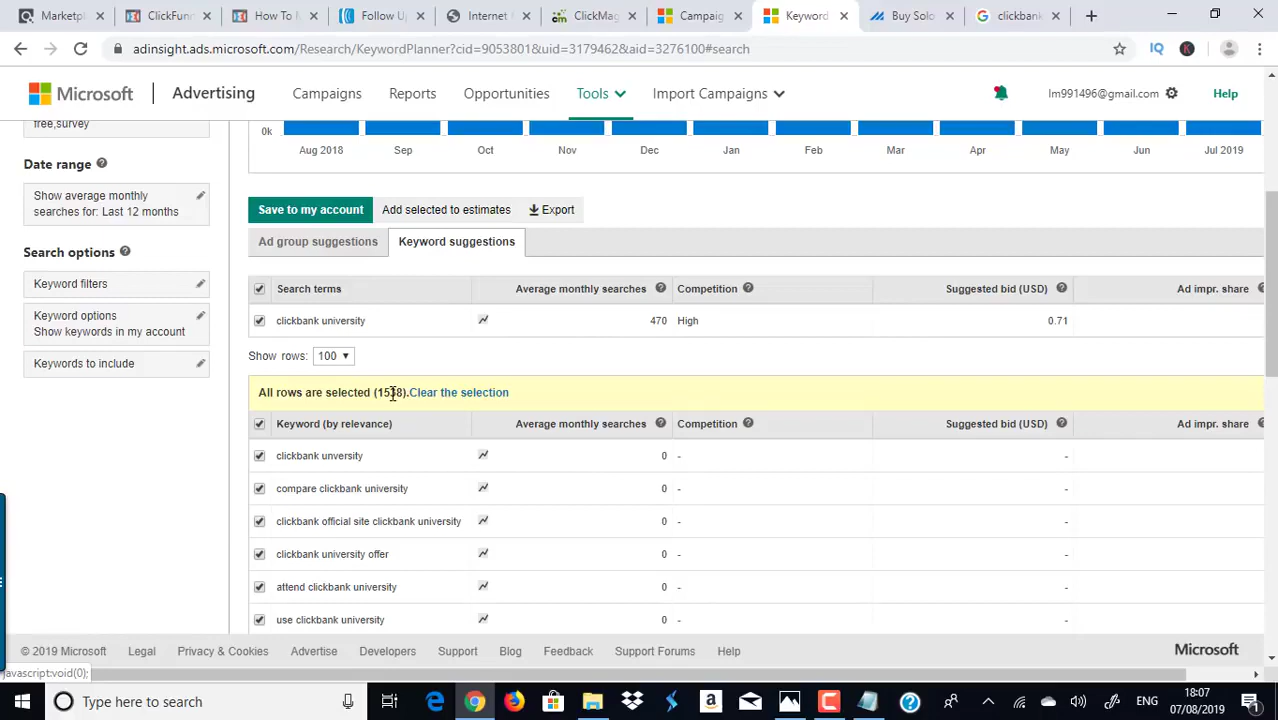 Marketpl
ClickFunn
How To M
Follow U
Internet M
ClickMag
Campaig
Keyword
Buy Solo
clickbank
adinsight.ads.microsoft.com/Research/KeywordPlanner?cid=9053801&uid=3179462&aid=3276100#search
IQ
K
Microsoft
Advertising
Campaigns
Reports
Opportunities
Tools
Import Campaigns
lm991496@gmail.com
Help
free,survey
Date range
Show average monthly
searches for: Last 12 months
Search options
Keyword filters
Keyword options
Show keywords in my account
Keywords to include
0k
Aug 2018 Sep Oct Nov Dec Jan Feb Mar Apr May Jun Jul 2019
Save to my account Add selected to estimates Export
Ad group suggestions Keyword suggestions
Search terms Average monthly searches Competition Suggested bid (USD) Ad impr. share
clickbank university 470 High 0.71
Show rows: 100
All rows are selected ( Clear the selection
Keyword (by relevance) Average monthly searches Competition Suggested bid (USD) Ad impr. share
clickbank unversity 0 - -
compare clickbank university 0 - -
clickbank official site clickbank university 0 - -
clickbank university offer 0 - -
attend clickbank university 0 - -
use clickbank university 0 - -
© 2019 Microsoft Legal Privacy & Cookies Advertise Developers Support Blog Feedback Support Forums Help Microsoft
javascript:void(0);
Type here to search
ENG
18:07
07/08/2019
1